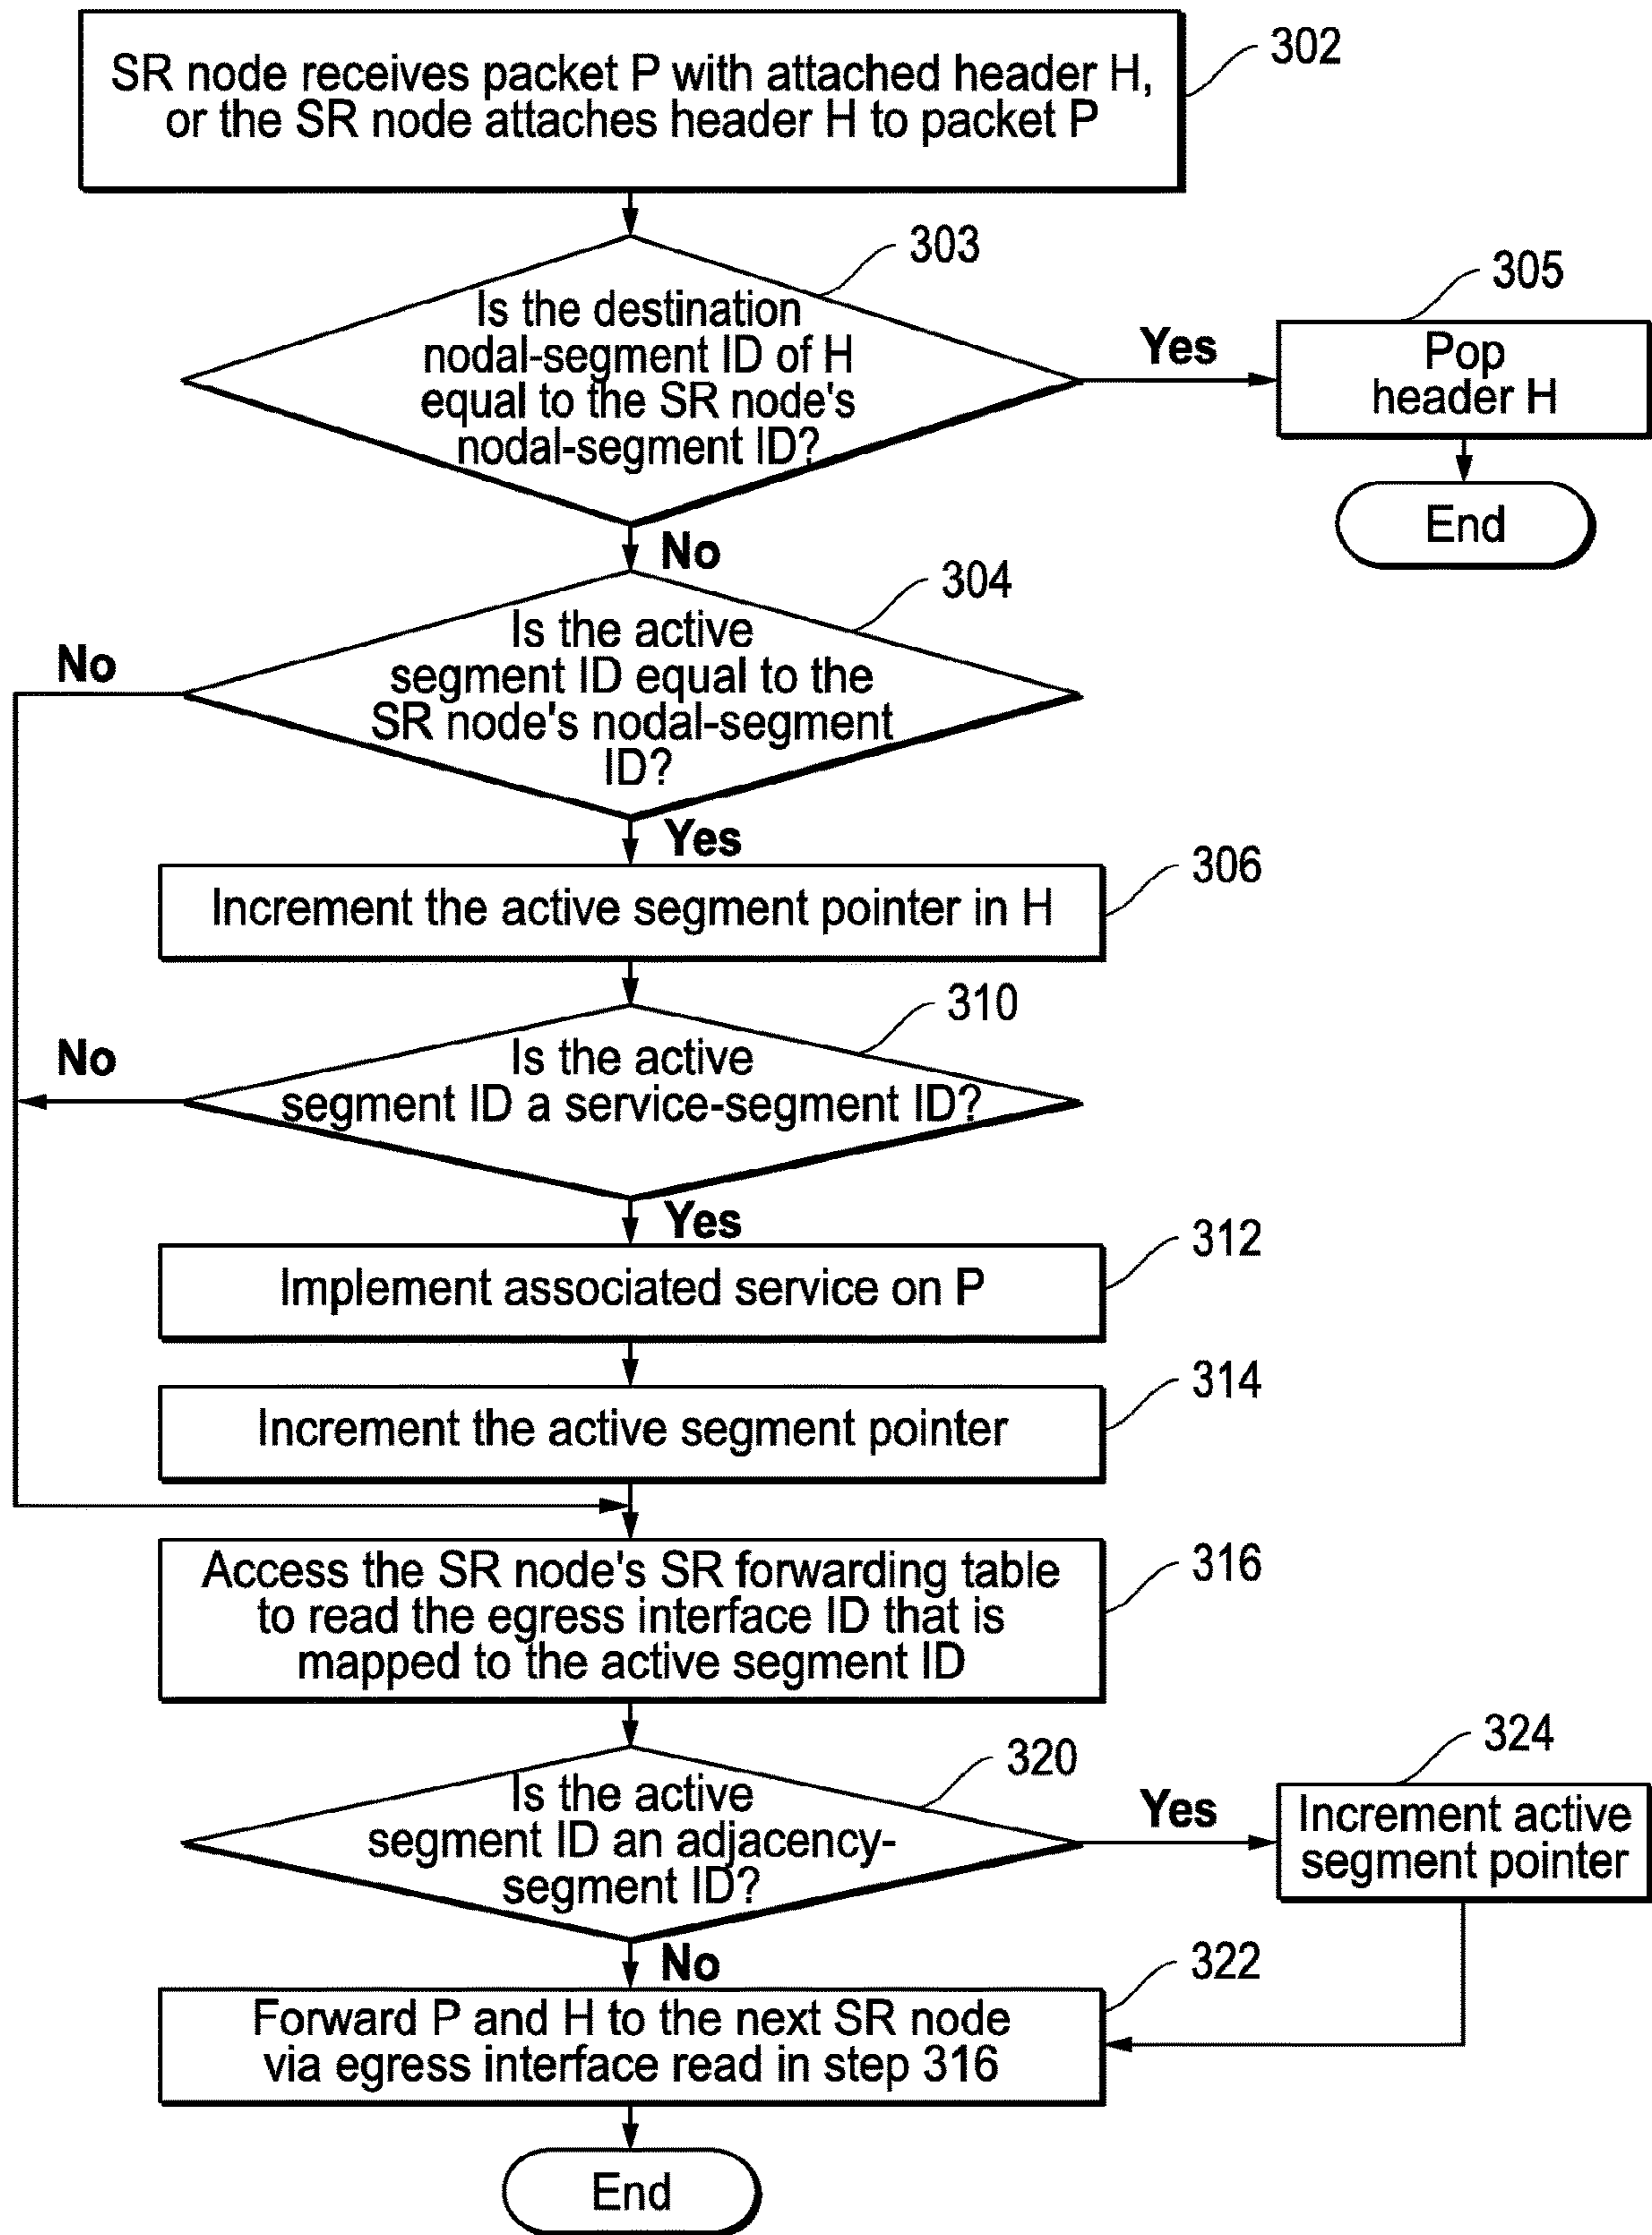 SR node receives packet P with attached header H,
or the SR node attaches header H to packet P
302
303
Is the destination
nodal-segment ID of H
equal to the SR node's
nodal-segment ID?
Yes
305
Pop
header H
End
No
304
Is the active
segment ID equal to the
SR node's nodal-segment
ID?
No
Yes
306
Increment the active segment pointer in H
310
Is the active
segment ID a service-segment ID?
No
Yes
312
Implement associated service on P
314
Increment the active segment pointer
316
Access the SR node's SR forwarding table
to read the egress interface ID that is
mapped to the active segment ID
320
Is the active
segment ID an adjacency-
segment ID?
Yes
324
Increment active
segment pointer
No
322
Forward P and H to the next SR node
via egress interface read in step 316
End